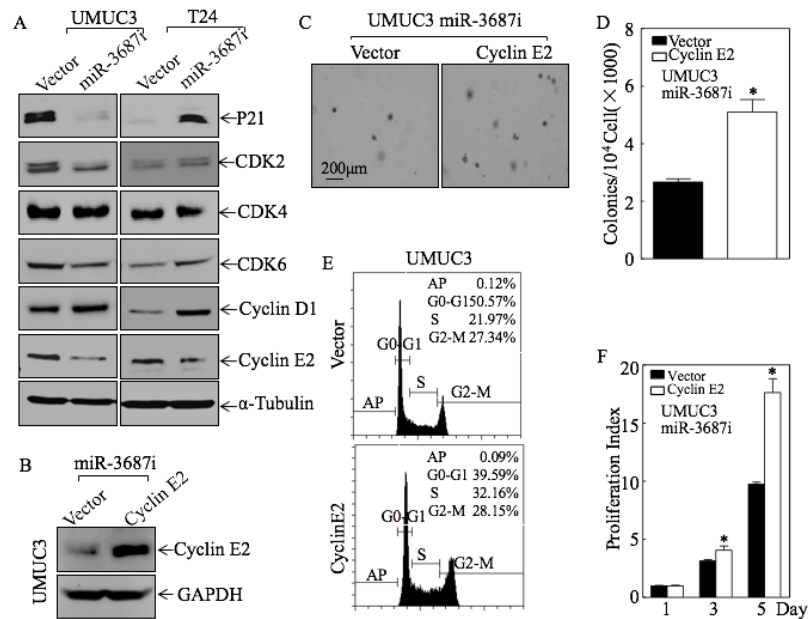 A
UMUC3
T24
Vector
miR-3687i
Vector
miR-3687i
P21
CDK2
CDK4
CDK6
Cyclin D1
Cyclin E2
α-Tubulin
B
miR-3687i
Vector
Cyclin E2
UMUC3
Cyclin E2
GAPDH
C
UMUC3 miR-3687i
Vector
Cyclin E2
200μm
D
Colonies/10⁴ Cell(×1000)
8
6
4
2
0
Vector
Cyclin E2
UMUC3
miR-3687i
*
E
UMUC3
Vector
AP 0.12%
G0-G150.57%
S 21.97%
G2-M 27.34%
G0-G1
S
G2-M
AP
CyclinE2
AP 0.09%
G0-G1 39.59%
S 32.16%
G2-M 28.15%
G0-G1
S
G2-M
AP
F
Proliferation Index
20
15
10
5
0
Vector
Cyclin E2
UMUC3
miR-3687i
*
*
1 3 5 Day